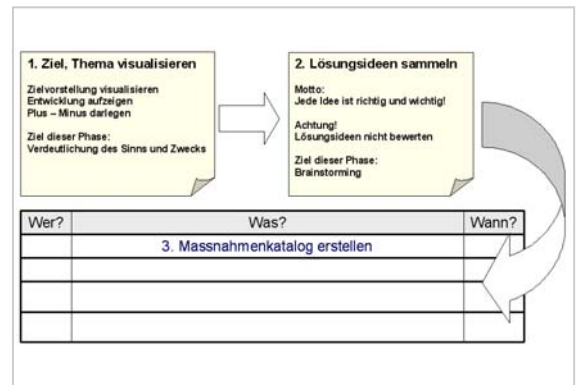 1. Ziel, Thema visualisieren
Zielvorstellung visualisieren
Entwicklung aufzeigen
Plus – Minus darlegen
Ziel dieser Phase:
Verdeutlichung des Sinns und Zwecks
2. Lösungsideen sammeln
Motto:
Jede Idee ist richtig und wichtig!
Achtung!
Lösungsideen nicht bewerten
Ziel dieser Phase:
Brainstorming
Wer? Was? Wann?
3. Massnahmenkatalog erstellen